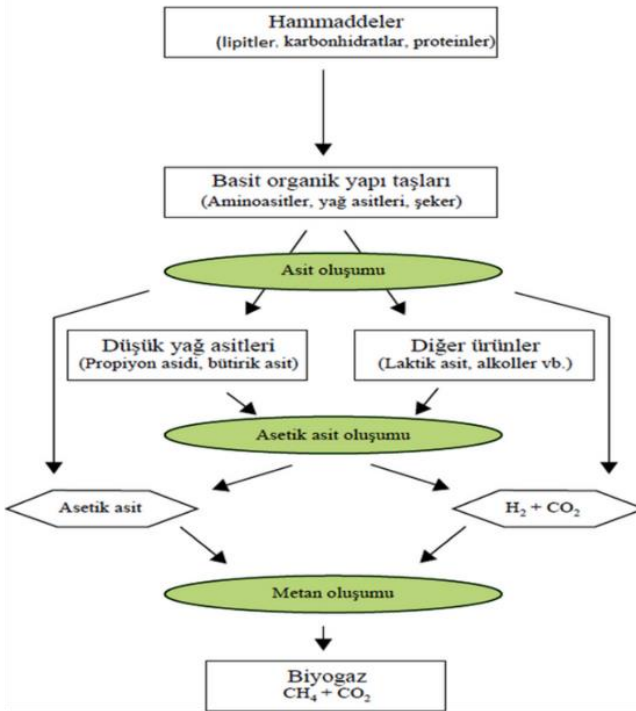 Hammaddeler
(lipitler, karbonhidratlar, proteinler)
Basit organik yapı taşları
(Aminoasitler, yağ asitleri, şeker)
Asit oluşumu
Düşük yağ asitleri
(Propiyon asidi, bütirik asit)
Diğer ürünler
(Laktik asit, alkoller vb.)
Asetik asit oluşumu
Asetik asit
H₂ + CO₂
Metan oluşumu
Biyogaz
CH₄ + CO₂